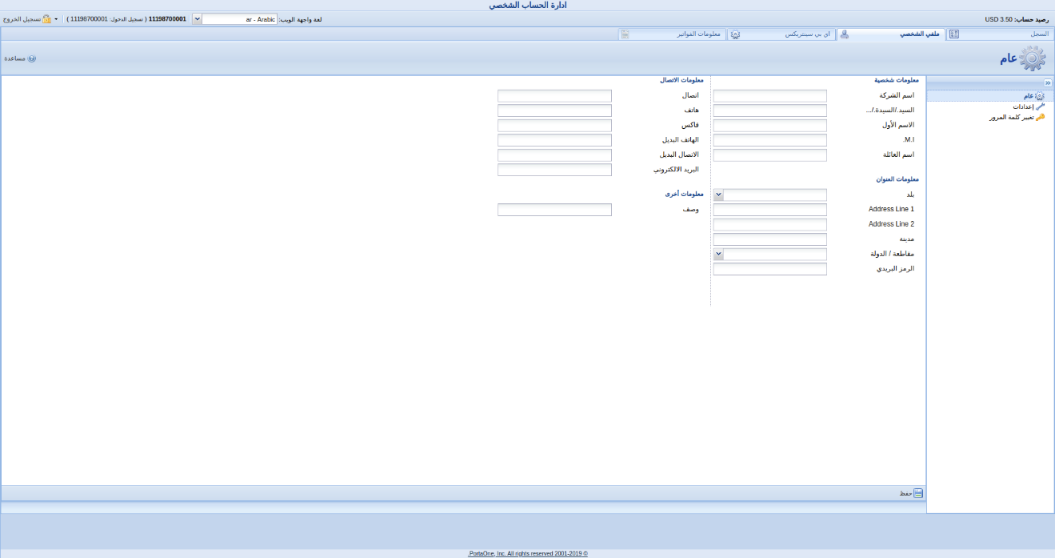 ادارة الحساب الشخصي
رصيد حساب: 3.50 USD
لغة واجهة الويب: ar - Arabic
11198700001 ( تسجيل الدخول: 11198700001 )
تسجيل الخروج
السجل
ملفي الشخصي
اي بي سينتريكس
معلومات الفواتير
عام
مساعدة
عام
إعدادات
تغيير كلمة المرور
معلومات شخصية
اسم الشركة
السيد./السيدة./...
الاسم الأول
M.I.
اسم العائلة
معلومات العنوان
بلد
Address Line 1
Address Line 2
مدينة
مقاطعة / الدولة
الرمز البريدي
معلومات الاتصال
اتصال
هاتف
فاكس
الهاتف البديل
الاتصال البديل
البريد الالكتروني
معلومات أخرى
وصف
حفظ
© 2001-2019 PortaOne, Inc. All rights reserved.